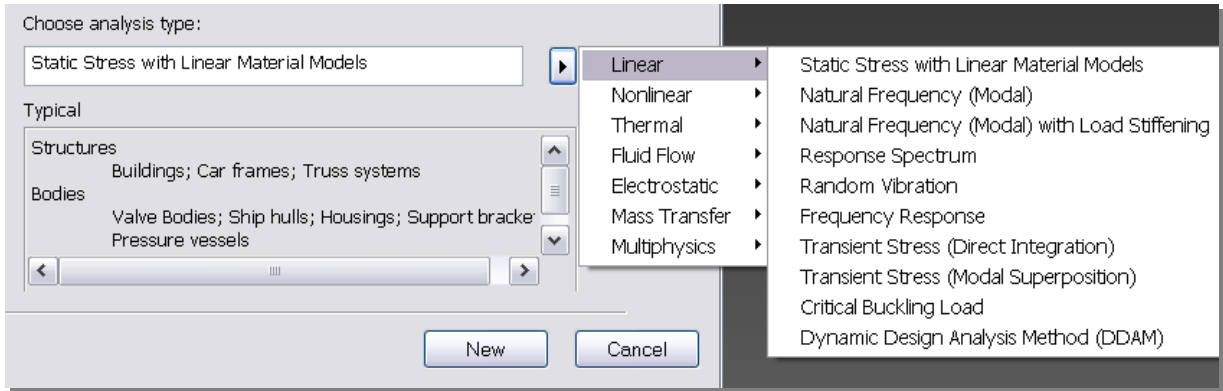 Choose analysis type:
Static Stress with Linear Material Models
Typical
Structures
Buildings; Car frames; Truss systems
Bodies
Valve Bodies; Ship hulls; Housings; Support bracke
Pressure vessels
New
Cancel
Linear
Nonlinear
Thermal
Fluid Flow
Electrostatic
Mass Transfer
Multiphysics
Static Stress with Linear Material Models
Natural Frequency (Modal)
Natural Frequency (Modal) with Load Stiffening
Response Spectrum
Random Vibration
Frequency Response
Transient Stress (Direct Integration)
Transient Stress (Modal Superposition)
Critical Buckling Load
Dynamic Design Analysis Method (DDAM)